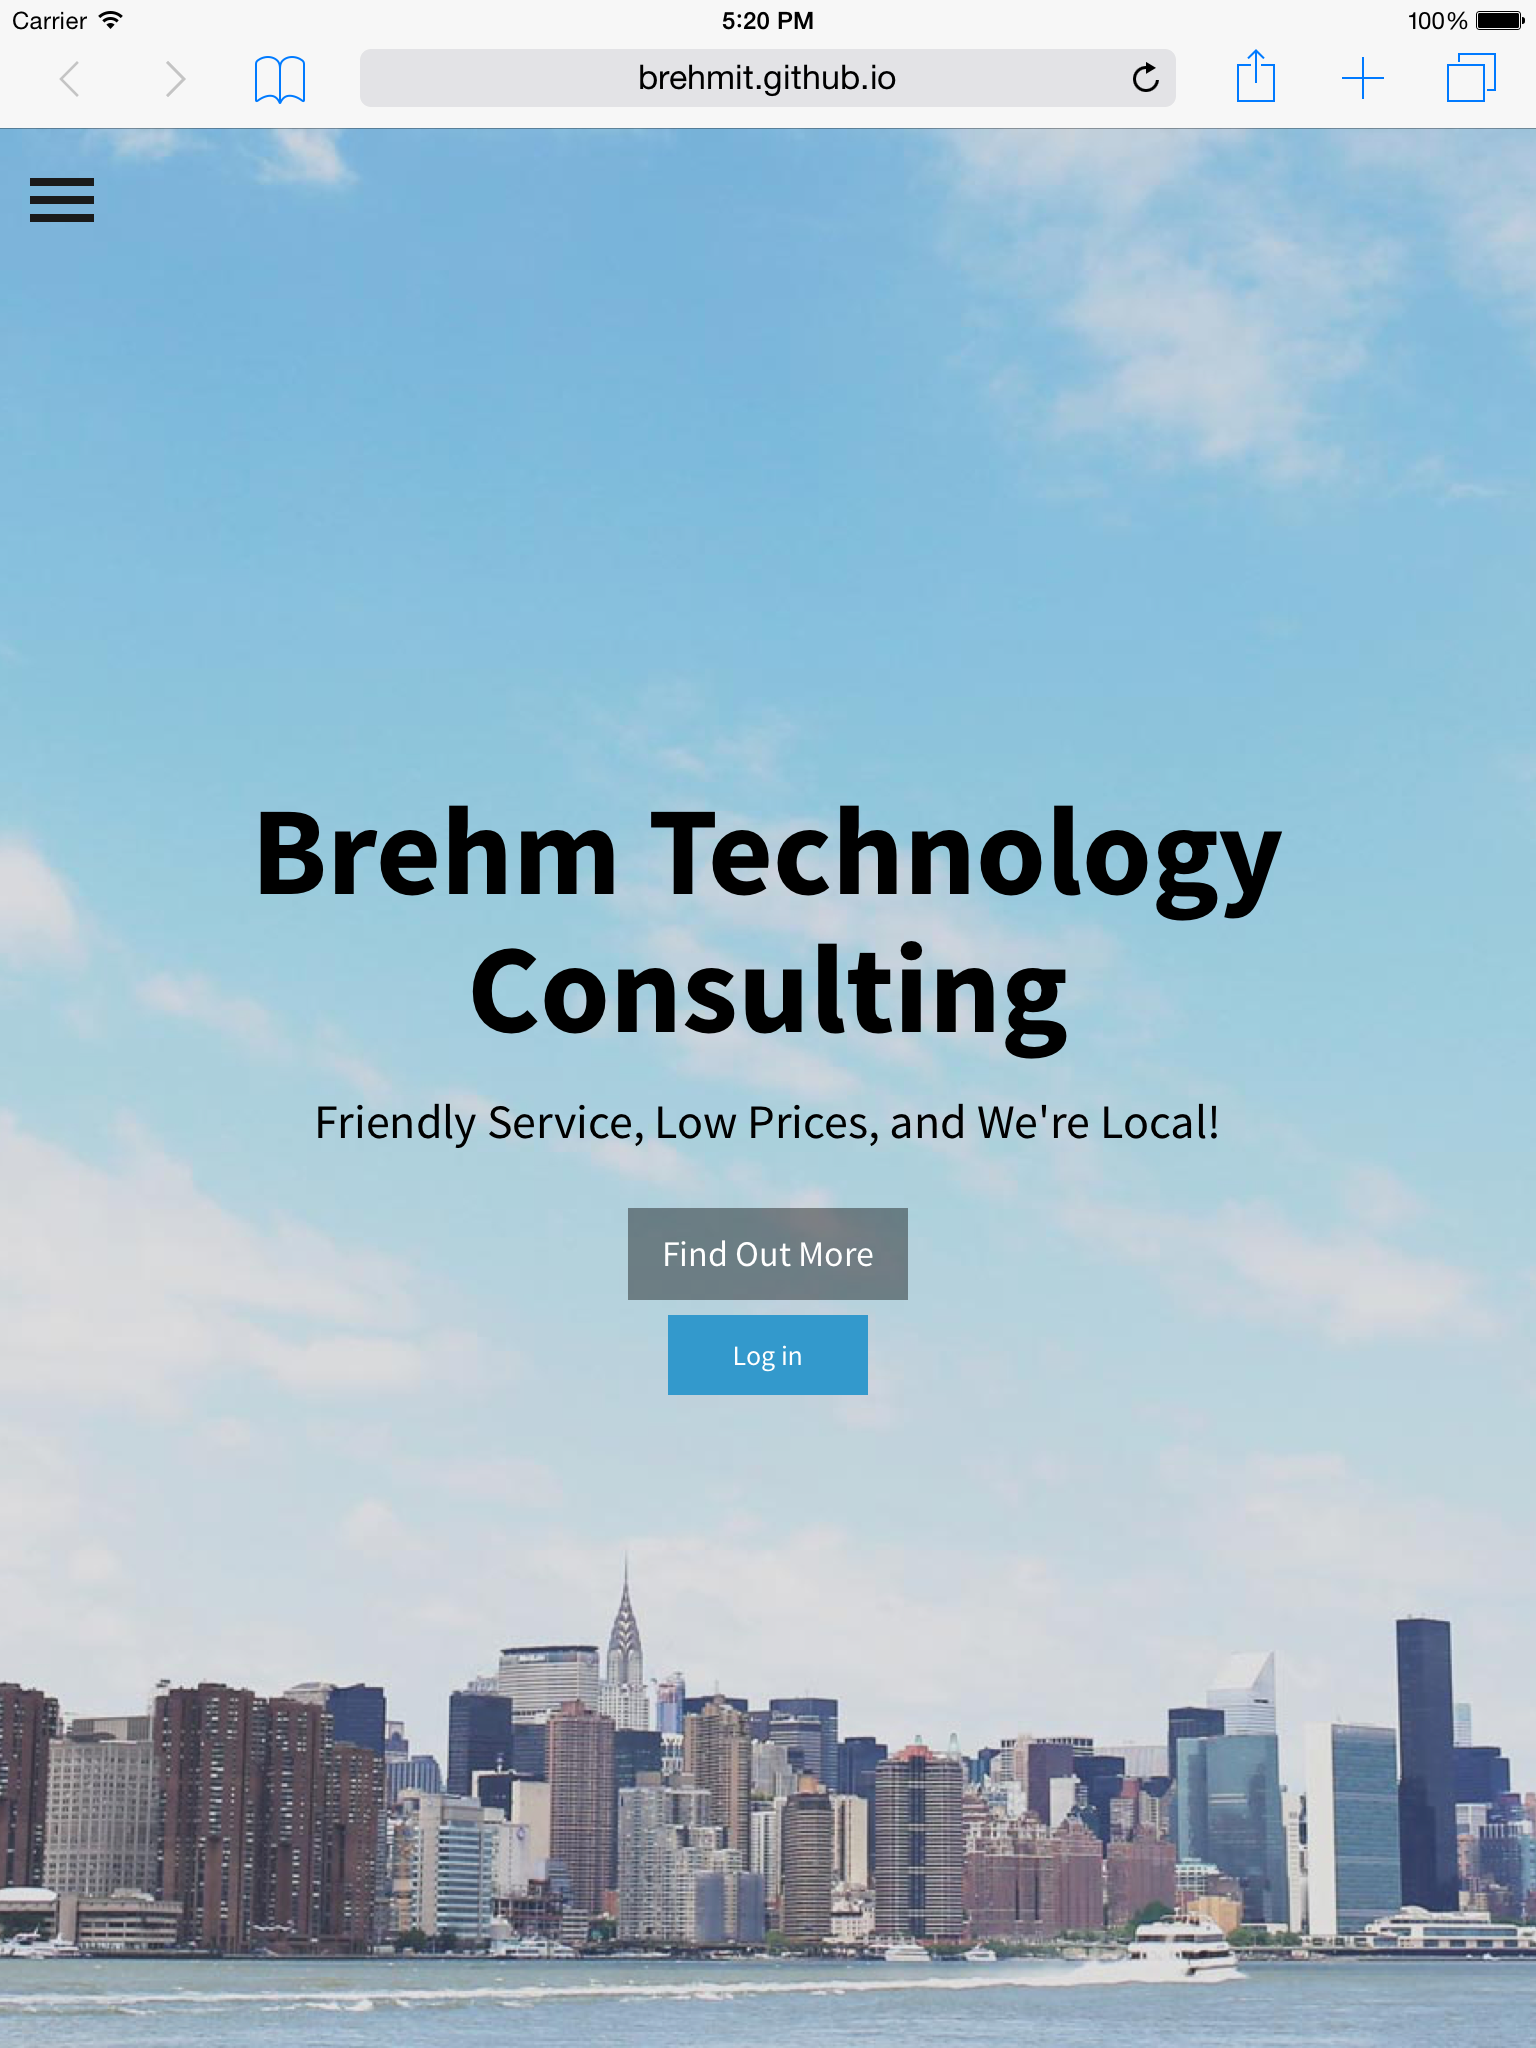 Carrier 5:20 PM 100%
brehmit.github.io
Brehm Technology
Consulting
Friendly Service, Low Prices, and We're Local!
Find Out More
Log in